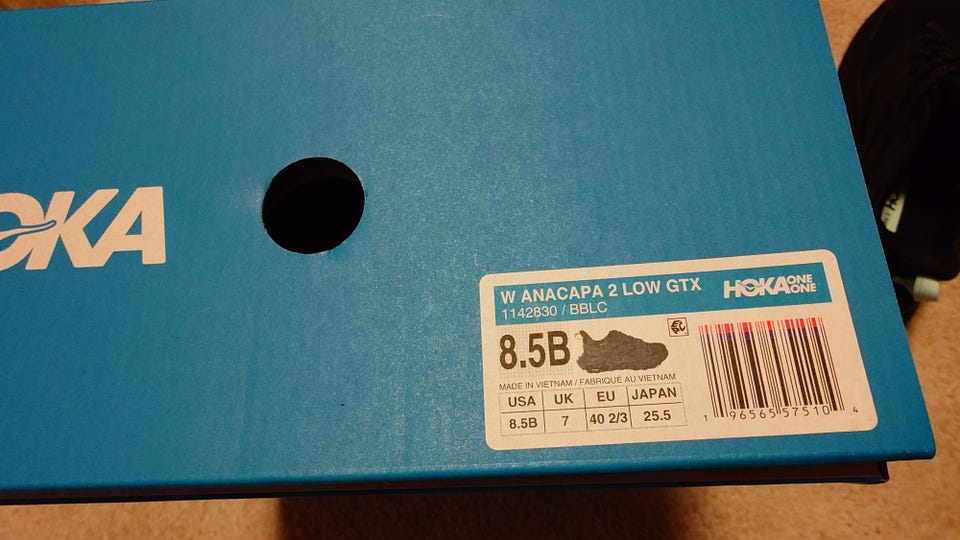 HOKA
W ANACAPA 2 LOW GTX
HOKA ONE ONE
1142830 / BBLC
8.5B
MADE IN VIETNAM / FABRIQUÉ AU VIETNAM
USA UK EU JAPAN
8.5B 7 40 2/3 25.5
1 96565 57510 4